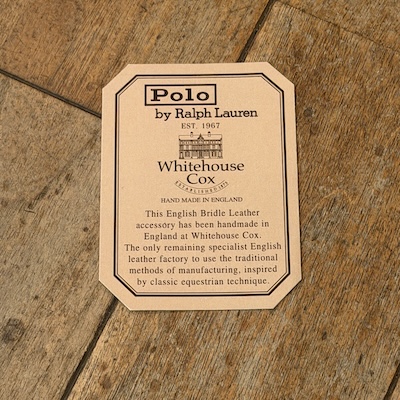 Polo
by Ralph Lauren
EST. 1967
Whitehouse
Cox
ESTABLISHED 1875
HAND MADE IN ENGLAND
This English Bridle Leather
accessory has been handmade in
England at Whitehouse Cox.
The only remaining specialist English
leather factory to use the traditional
methods of manufacturing, inspired
by classic equestrian technique.